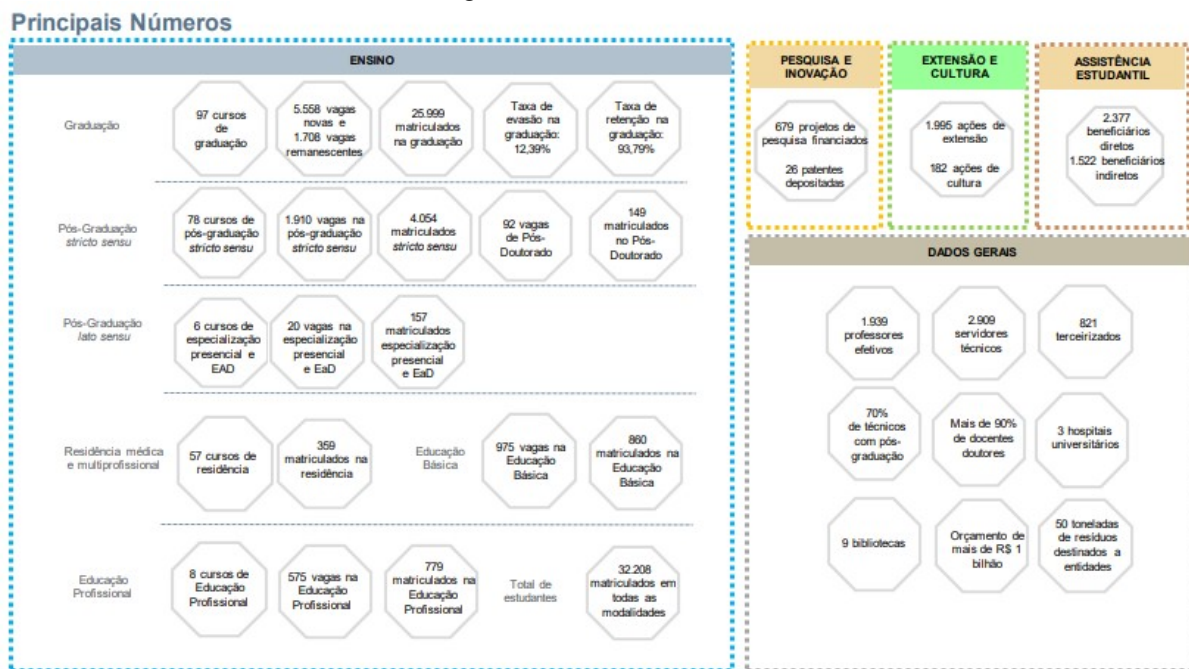 Principais Números
ENSINO
Graduação
97 cursos
de
graduação
5.558 vagas
novas e
1.708 vagas
remanescentes
25.999
matriculados
na graduação
Taxa de
evasão na
graduação:
12,39%
Taxa de
retenção na
graduação:
93,79%
Pós-Graduação
stricto sensu
78 cursos de
pós-graduação
stricto sensu
1.910 vagas na
pós-graduação
stricto sensu
4.054
matriculados
stricto sensu
92 vagas
de Pós-
Doutorado
149
matriculados
no Pós-
Doutorado
Pós-Graduação
lato sensu
6 cursos de
especialização
presencial e
EAD
20 vagas na
especialização
presencial
e EaD
157
matriculados
especialização
presencial
e EaD
Residência médica
e multiprofissional
57 cursos de
residência
359
matriculados na
residência
Educação
Básica
975 vagas na
Educação
Básica
860
matriculados na
Educação
Básica
Educação
Profissional
8 cursos de
Educação
Profissional
575 vagas na
Educação
Profissional
779
matriculados na
Educação
Profissional
Total de
estudantes
32.208
matriculados em
todas as
modalidades
PESQUISA E
INOVAÇÃO
679 projetos de
pesquisa financiados
26 patentes
depositadas
EXTENSÃO E
CULTURA
1.995 ações de
extensão
182 ações de
cultura
ASSISTÊNCIA
ESTUDANTIL
2.377
beneficiários
diretos
1.522 beneficiários
indiretos
DADOS GERAIS
1.939
professores
efetivos
2.909
servidores
técnicos
821
terceirizados
70%
de técnicos
com pós-
graduação
Mais de 90%
de docentes
doutores
3 hospitais
universitários
9 bibliotecas
Orçamento de
mais de R$ 1
bilhão
50 toneladas
de resíduos
destinados a
entidades